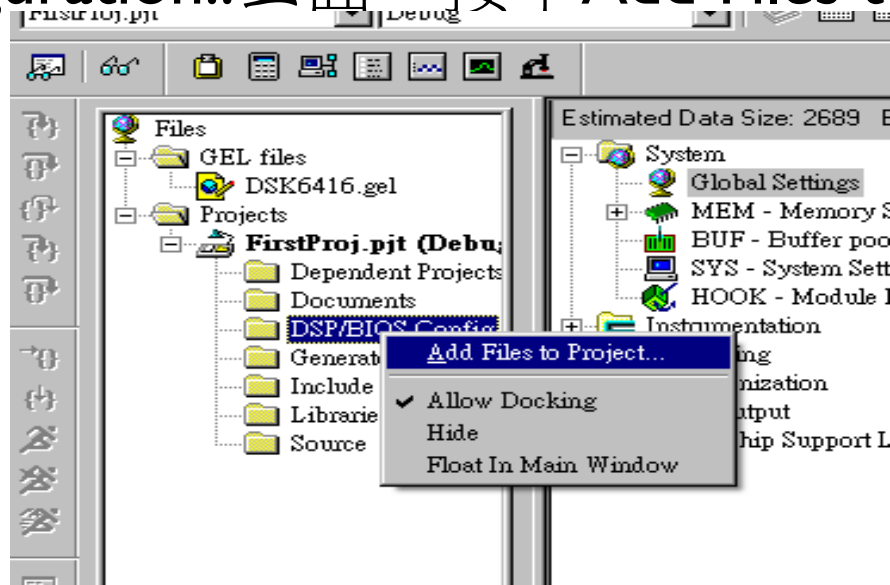 FirstProj.pjt Debug
Files
GEL files
DSK6416.gel
Projects
FirstProj.pjt (Debu
Dependent Projects
Documents
DSP/BIOS Config
Generat
Include
Librarie
Source
Add Files to Project...
Allow Docking
Hide
Float In Main Window
Estimated Data Size: 2689
System
Global Settings
MEM - Memory S
BUF - Buffer poo
SYS - System Sett
HOOK - Module
Instrumentation
ing
nization
utput
hip Support L